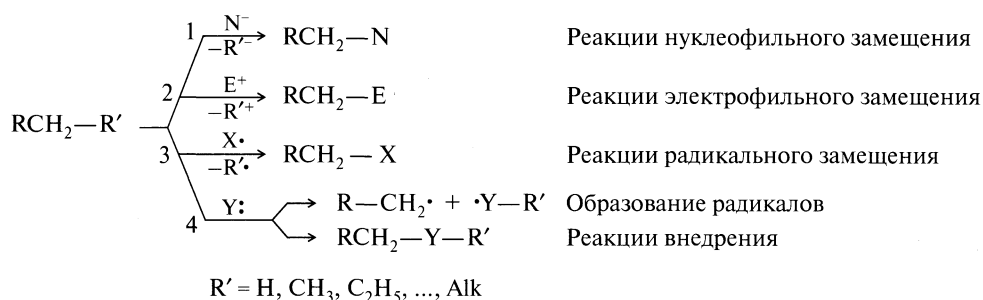 1 N⁻ −R′⁻ RCH₂—N Реакции нуклеофильного замещения
2 E⁺ −R′⁺ RCH₂—E Реакции электрофильного замещения
RCH₂—R′
3 X• −R′• RCH₂—X Реакции радикального замещения
4 Y: R—CH₂• + •Y—R′ Образование радикалов
RCH₂—Y—R′ Реакции внедрения
R′ = H, CH₃, C₂H₅, ..., Alk